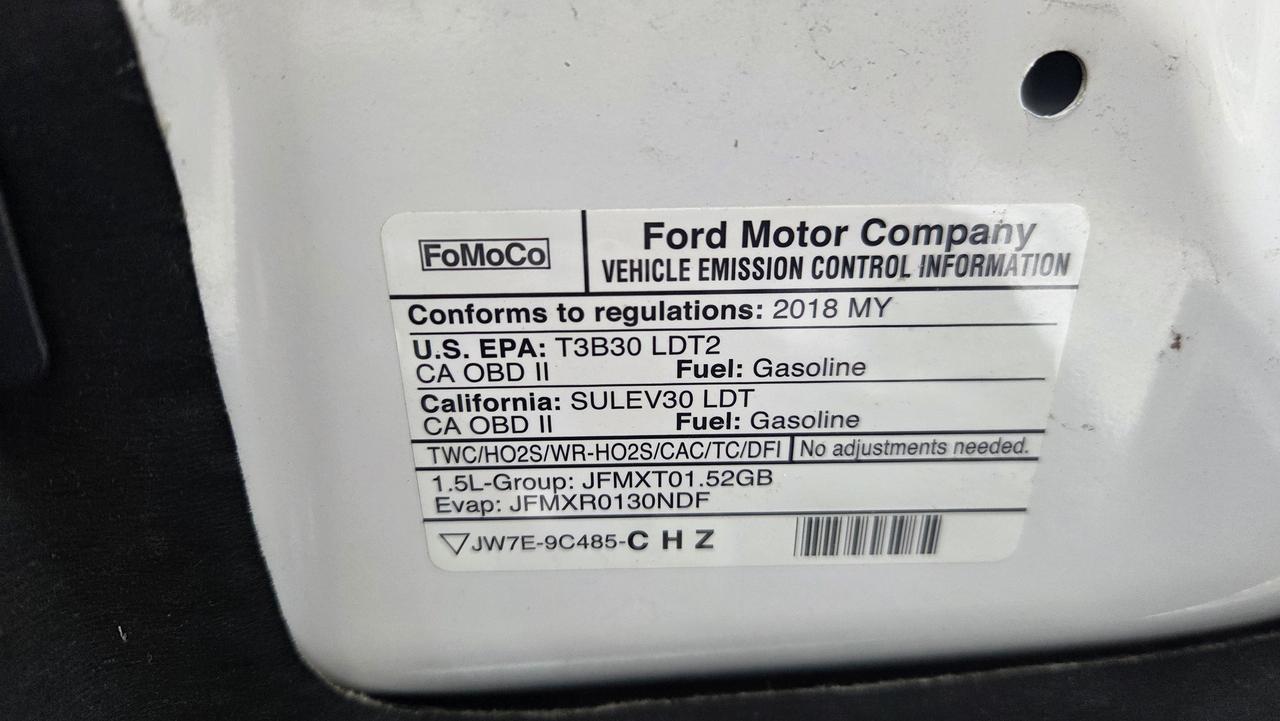 FoMoCo
Ford Motor Company
VEHICLE EMISSION CONTROL INFORMATION
Conforms to regulations: 2018 MY
U.S. EPA: T3B30 LDT2
CA OBD II Fuel: Gasoline
California: SULEV30 LDT
CA OBD II Fuel: Gasoline
TWC/HO2S/WR-HO2S/CAC/TC/DFI No adjustments needed.
1.5L-Group: JFMXT01.52GB
Evap: JFMXR0130NDF
JW7E-9C485-C H Z